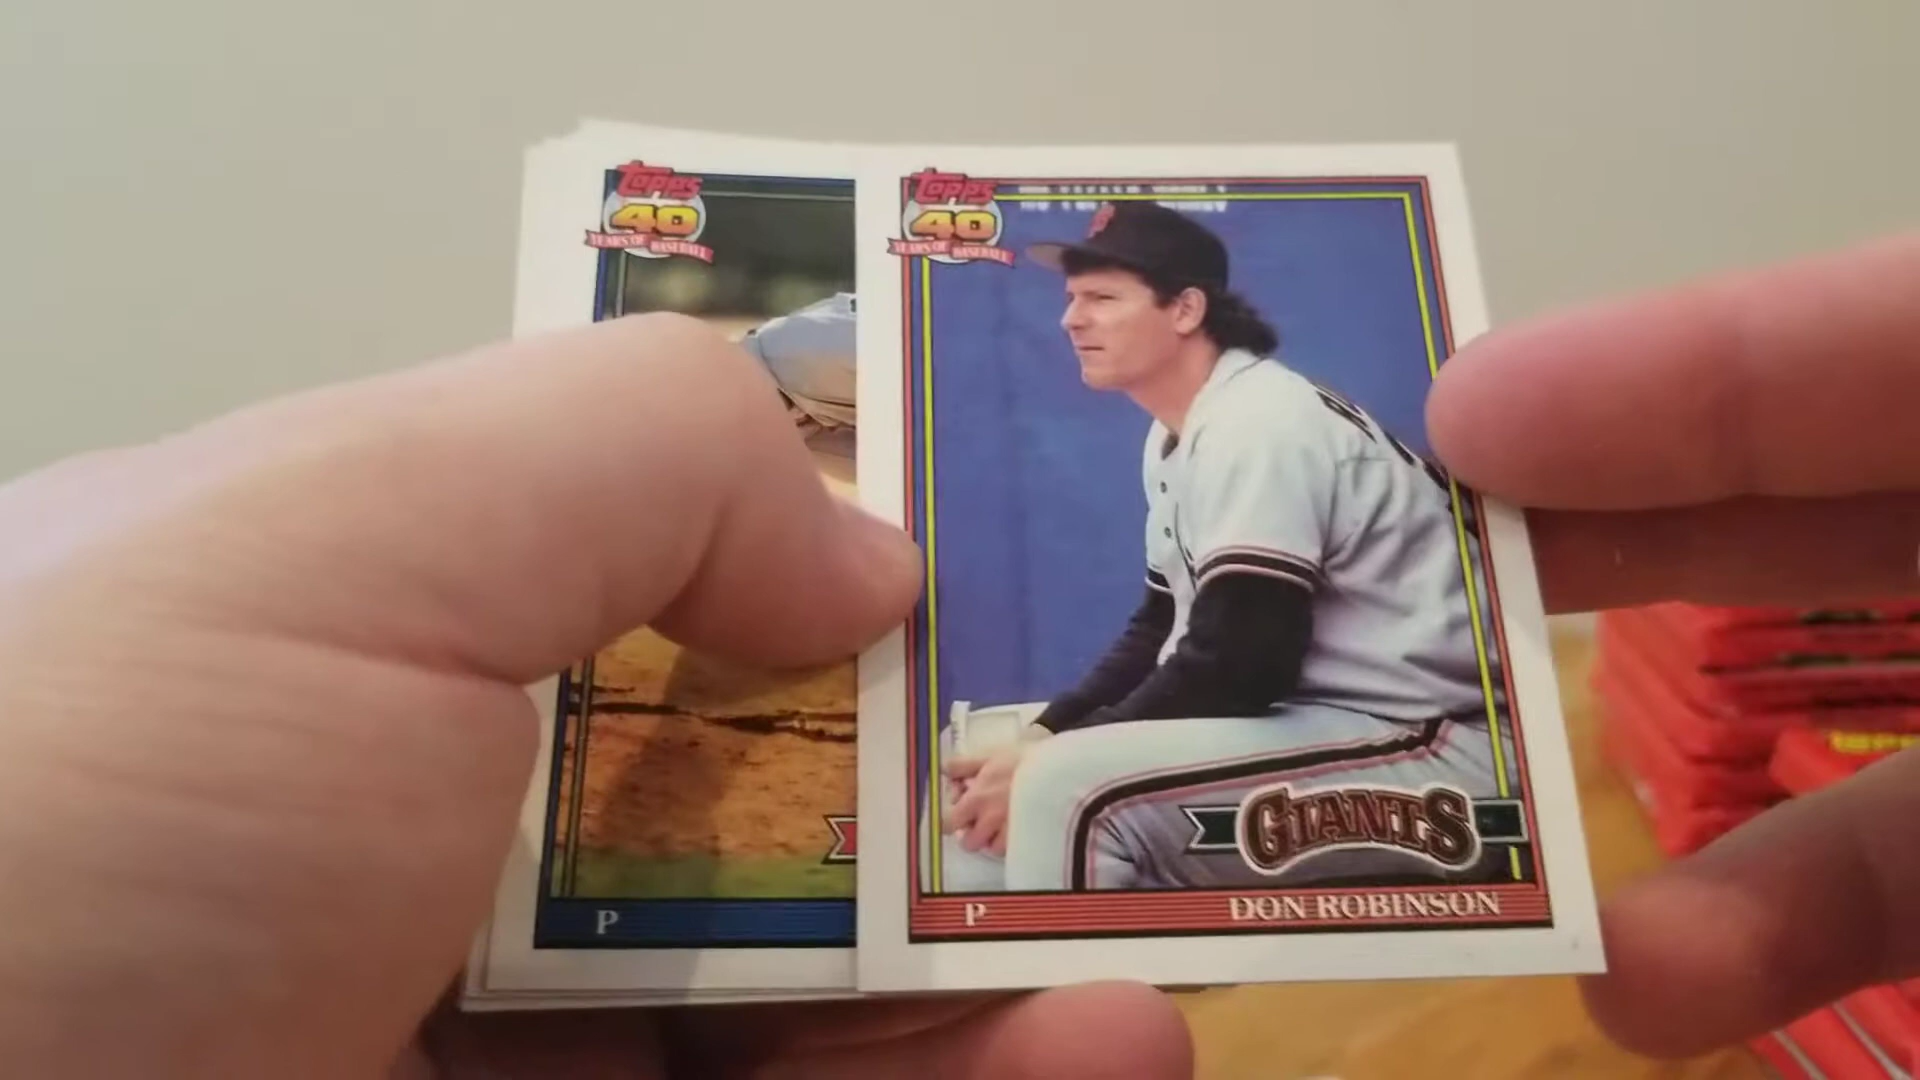 Topps
40
YEARS OF BASEBALL
P
Topps
40
YEARS OF BASEBALL
GIANTS
P DON ROBINSON